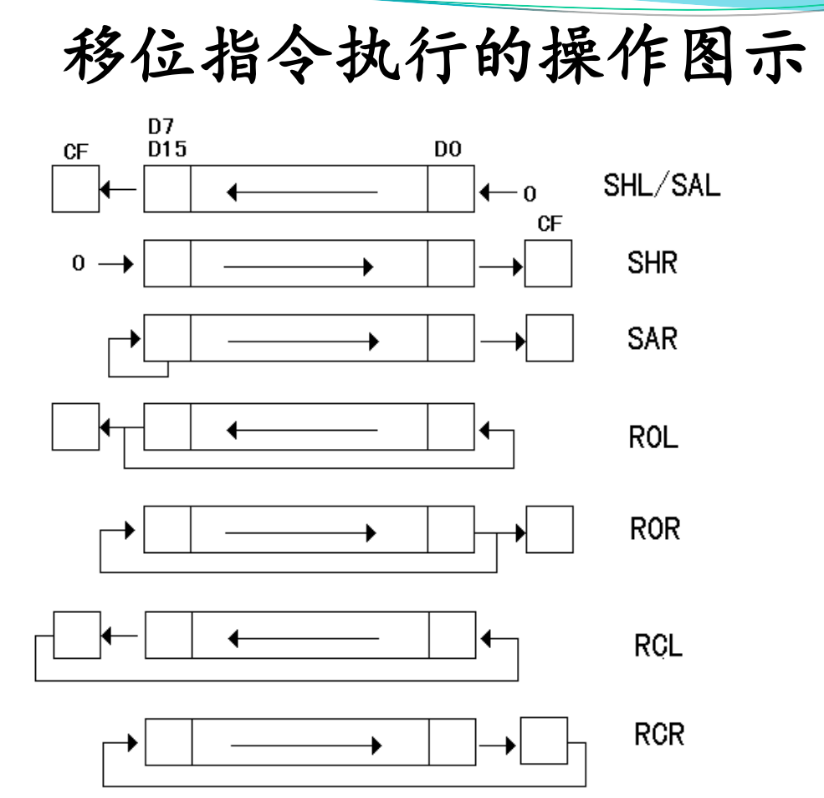 移位指令执行的操作图示
D7
CF D15 D0
0 SHL/SAL
CF
0 SHR
SAR
ROL
ROR
RCL
RCR